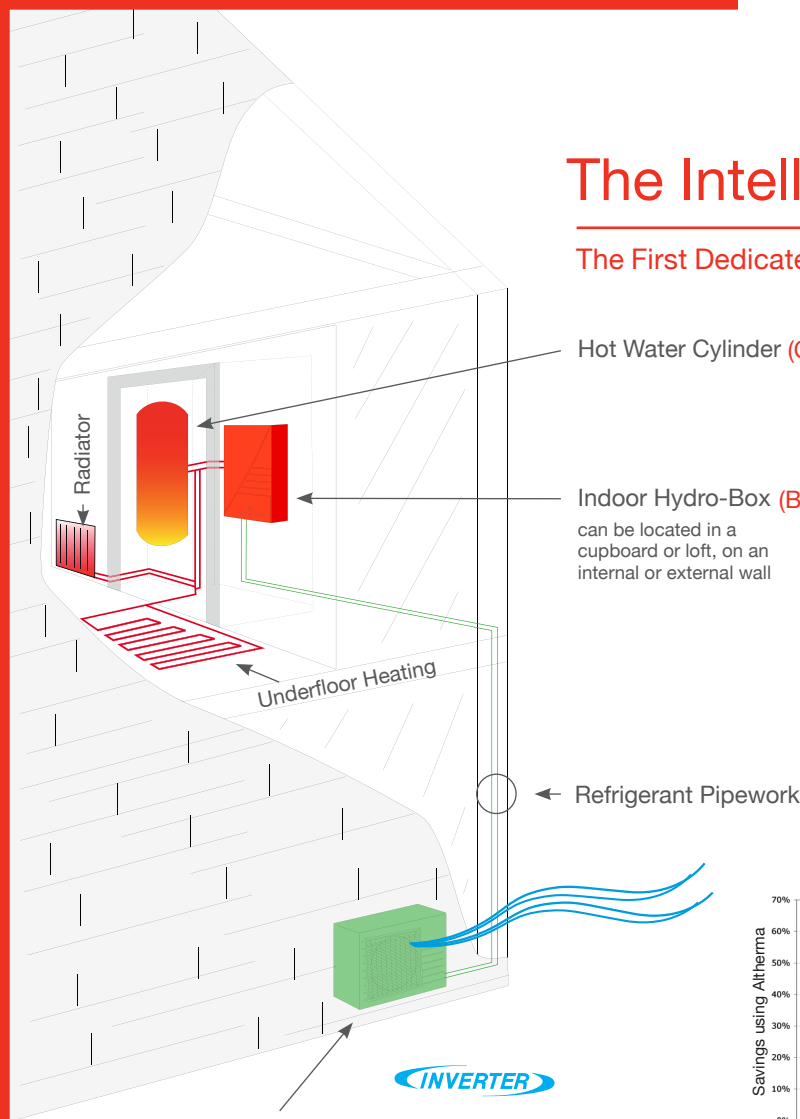 The Intell
The First Dedicate
Hot Water Cylinder (
Radiator
Indoor Hydro-Box (B
can be located in a
cupboard or loft, on an
internal or external wall
Underfloor Heating
Refrigerant Pipework
Savings using Altherma
70%
60%
50%
40%
30%
20%
10%
INVERTER